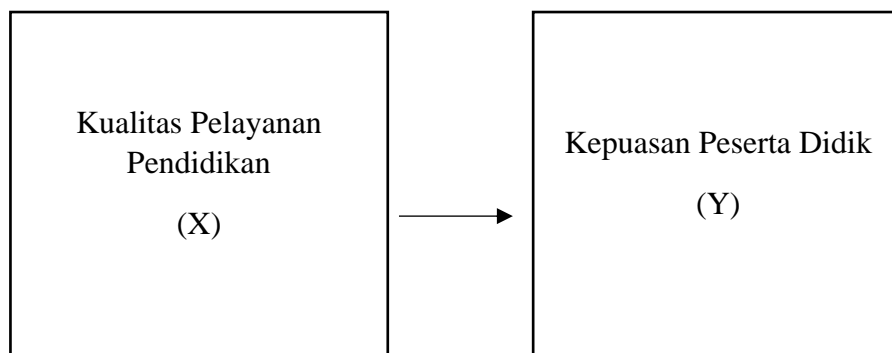 Kualitas Pelayanan
Pendidikan
(X)
Kepuasan Peserta Didik
(Y)